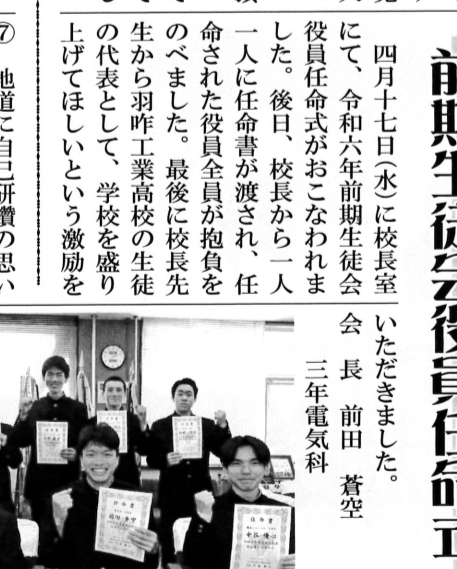 前期生徒会役員任命式
四月十七日(水)に校長室
にて、令和六年前期生徒会
役員任命式がおこなわれま
した。後日、校長から一人
一人に任命書が渡され、任
命された役員全員が抱負を
のべました。最後に校長先
生から羽咋工業高校の生徒
の代表として、学校を盛り
上げてほしいという激励を
いただきました。
会長 前田 蒼空
三年電気科
⑦ 地道に自己研鑽の思い
任命書
任命書